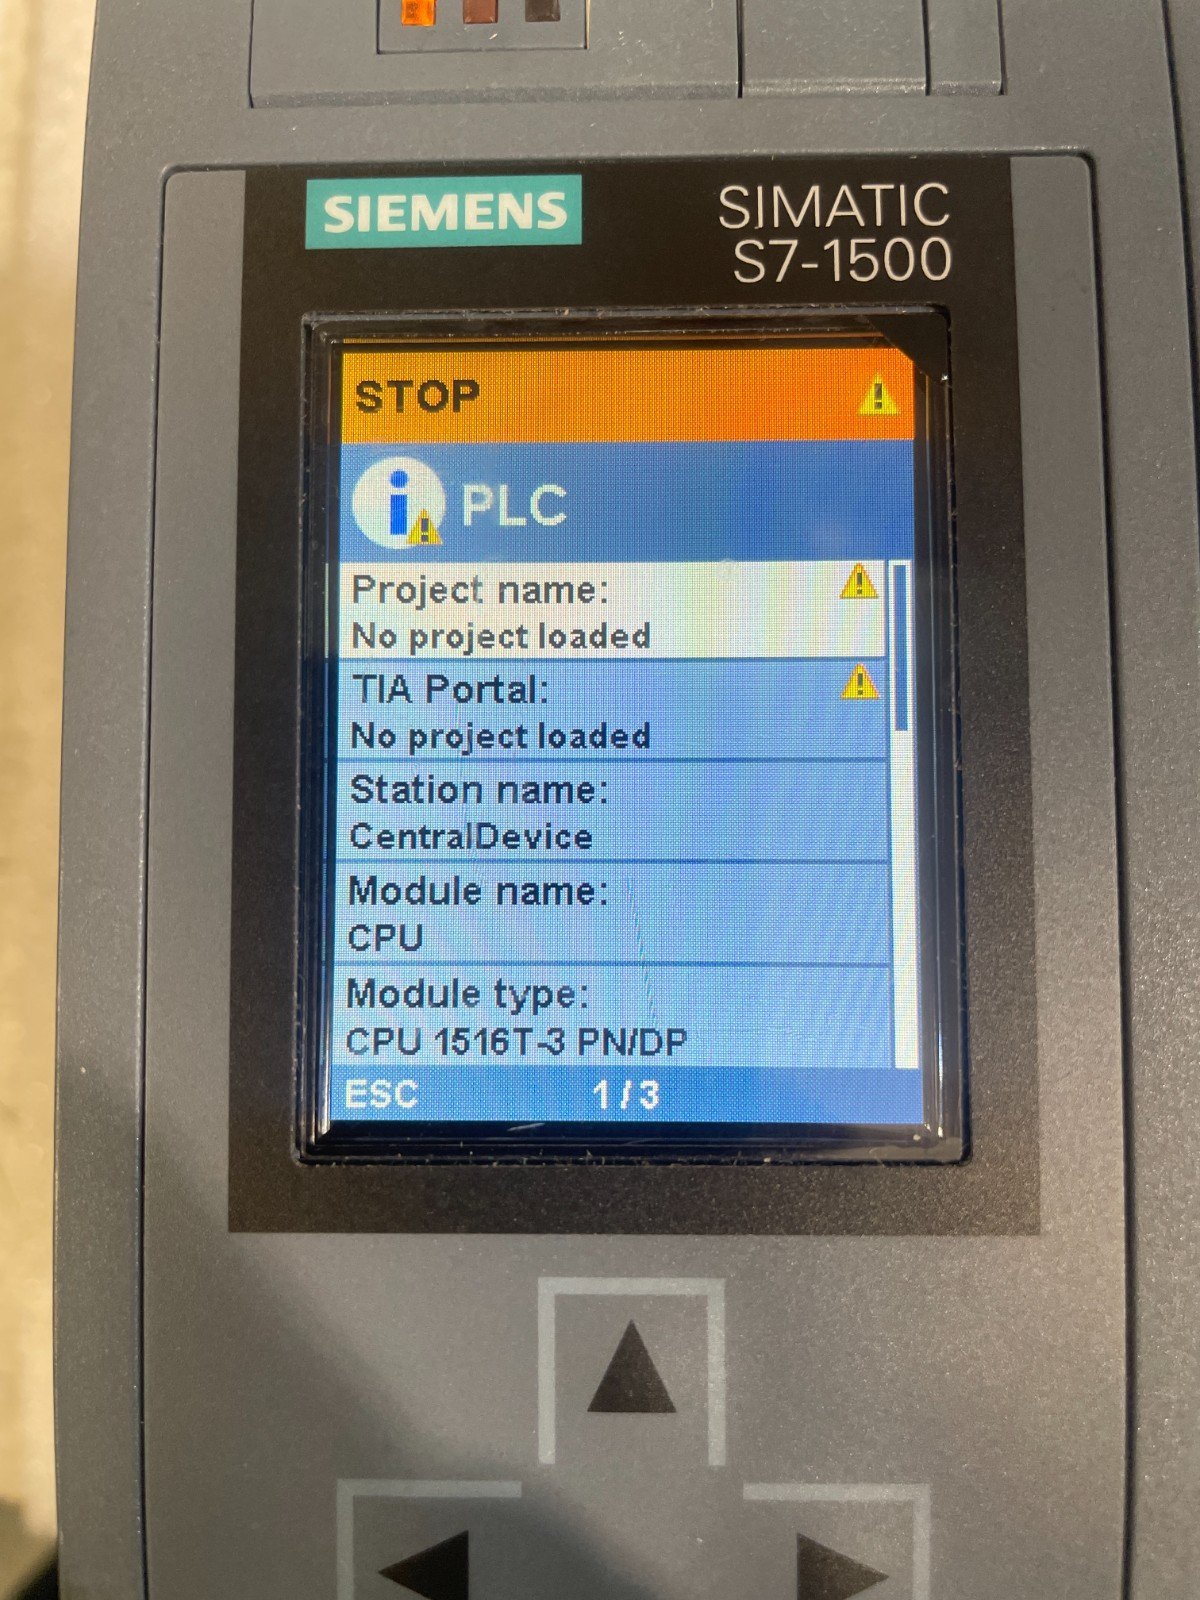 SIEMENS
SIMATIC
S7-1500
STOP
PLC
Project name:
No project loaded
TIA Portal:
No project loaded
Station name:
CentralDevice
Module name:
CPU
Module type:
CPU 1516T-3 PN/DP
ESC 1/3